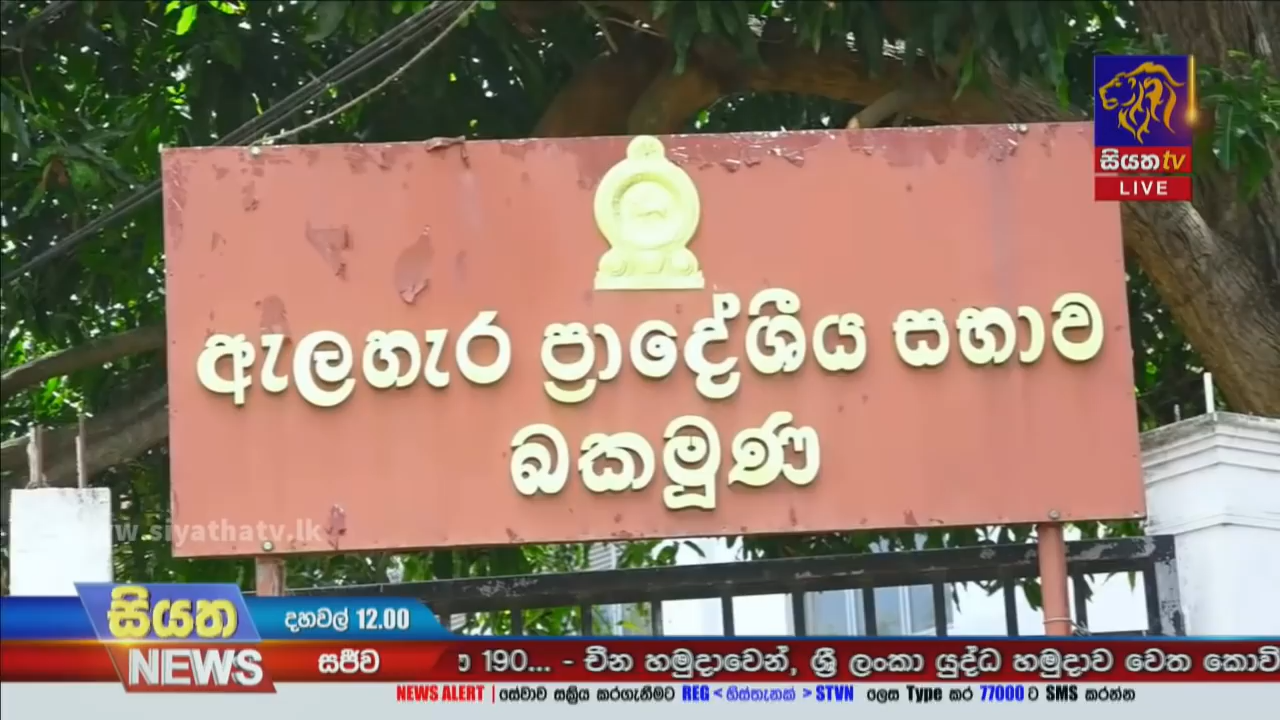 සියත tv
LIVE
ඇලහැර ප්‍රාදේශීය සභාව
බකමූණ
www.siyathatv.lk
සියත
NEWS
දහවල් 12.00
සජීව
190... - චීන හමුදාවෙන්, ශ්‍රී ලංකා යුද්ධ හමුදාව වෙත
NEWS ALERT | සේවාව සක්‍රීය කරගැනීමට REG < හිස්තැනක් > STVN ලෙස Type කර 77000 ට SMS කරන්න